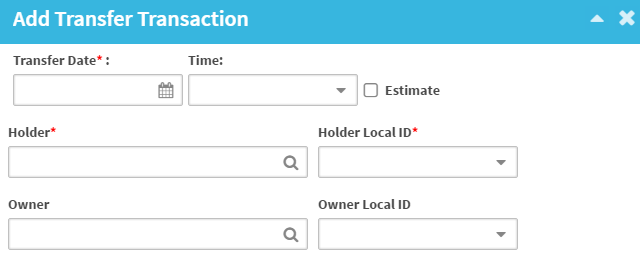 Add Transfer Transaction
Transfer Date* : Time:
Estimate
Holder* Holder Local ID*
Owner Owner Local ID